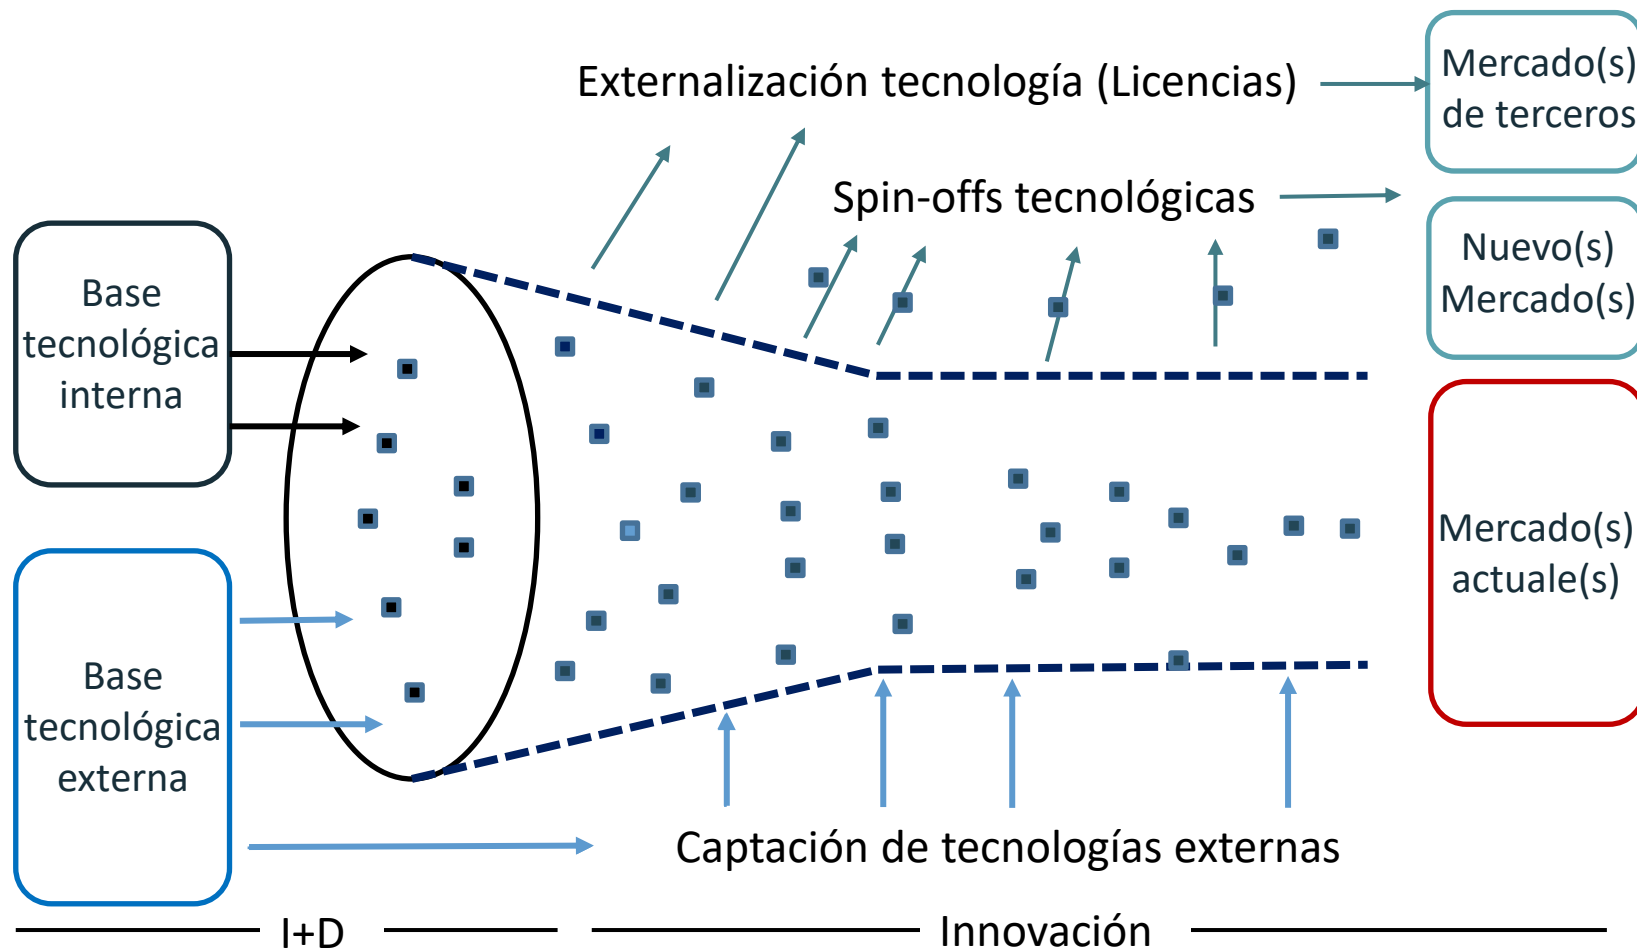 Externalización tecnología (Licencias)
Mercado(s)
de terceros
Spin-offs tecnológicas
Nuevo(s)
Mercado(s)
Base
tecnológica
interna
Mercado(s)
actuale(s)
Base
tecnológica
externa
Captación de tecnologías externas
I+D
Innovación